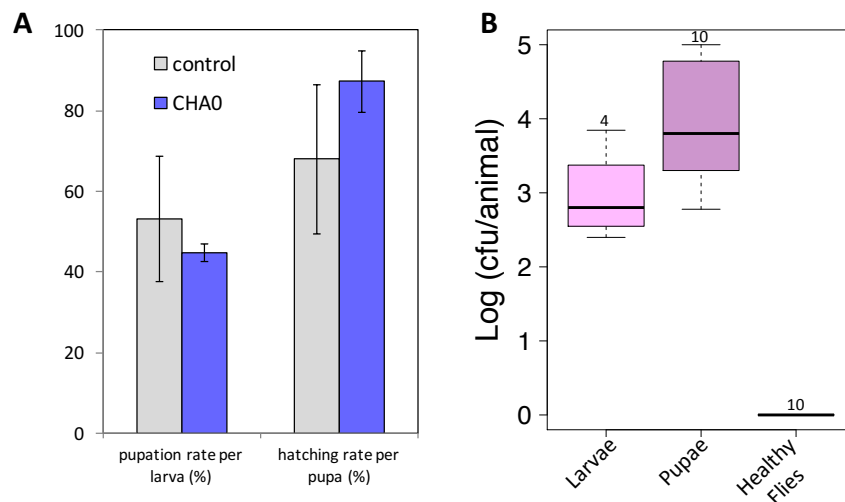 A
100
80
60
40
20
0
control
CHA0
pupation rate per
larva (%)
hatching rate per
pupa (%)
B
Log (cfu/animal)
5
4
3
2
1
0
4
10
10
Larvae
Pupae
Healthy
Flies